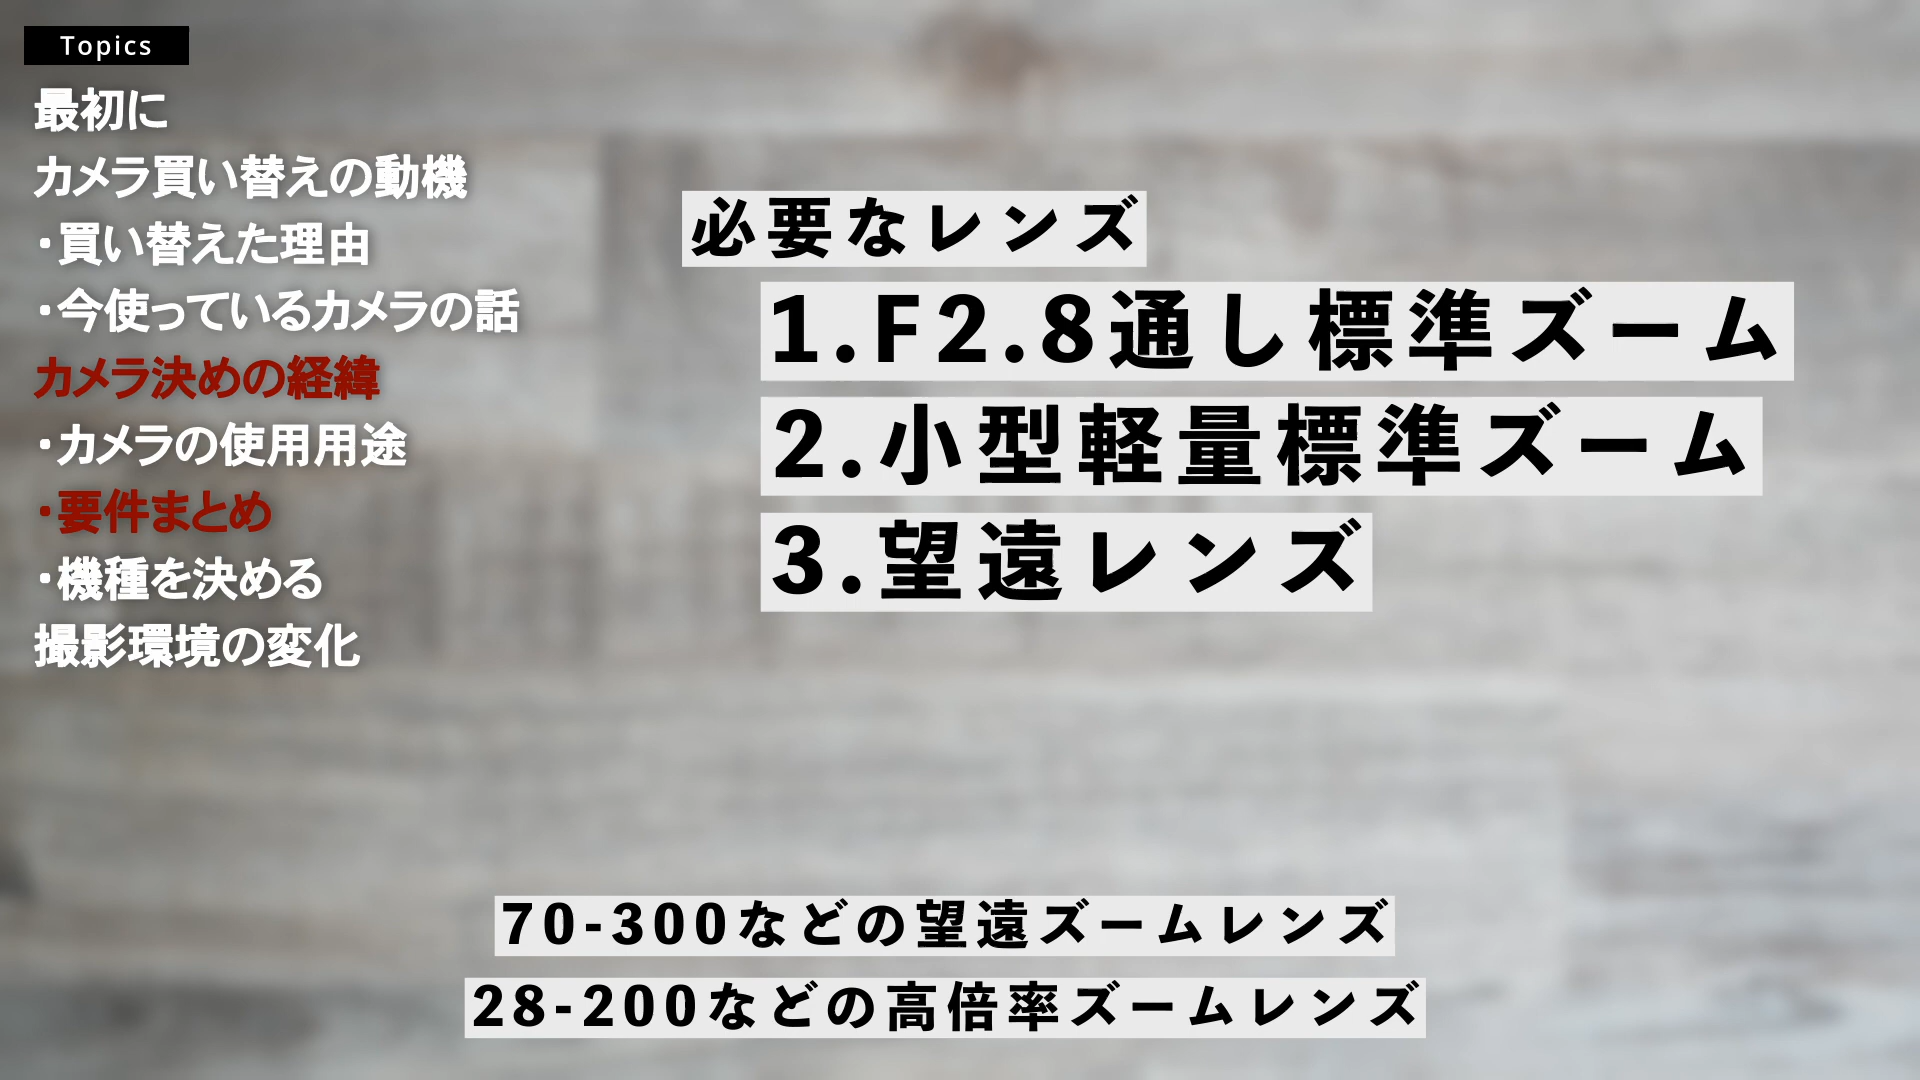 Topics
最初に
カメラ買い替えの動機
・買い替えた理由
・今使っているカメラの話
カメラ決めの経緯
・カメラの使用用途
・要件まとめ
・機種を決める
撮影環境の変化
必要なレンズ
1.F2.8通し標準ズーム
2.小型軽量標準ズーム
3.望遠レンズ
70-300などの望遠ズームレンズ
28-200などの高倍率ズームレンズ